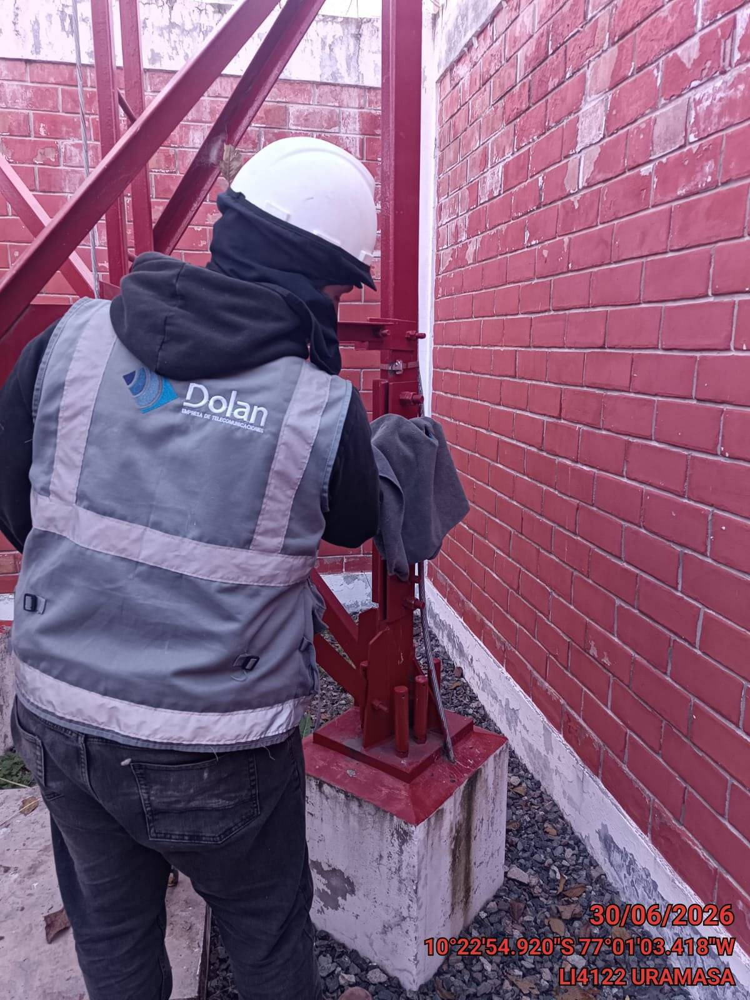 Dolan
EMPRESA DE TELECOMUNICACIONES
30/06/2026
10°22'54.920"S 77°01'03.418"W
LI4122 URAMASA